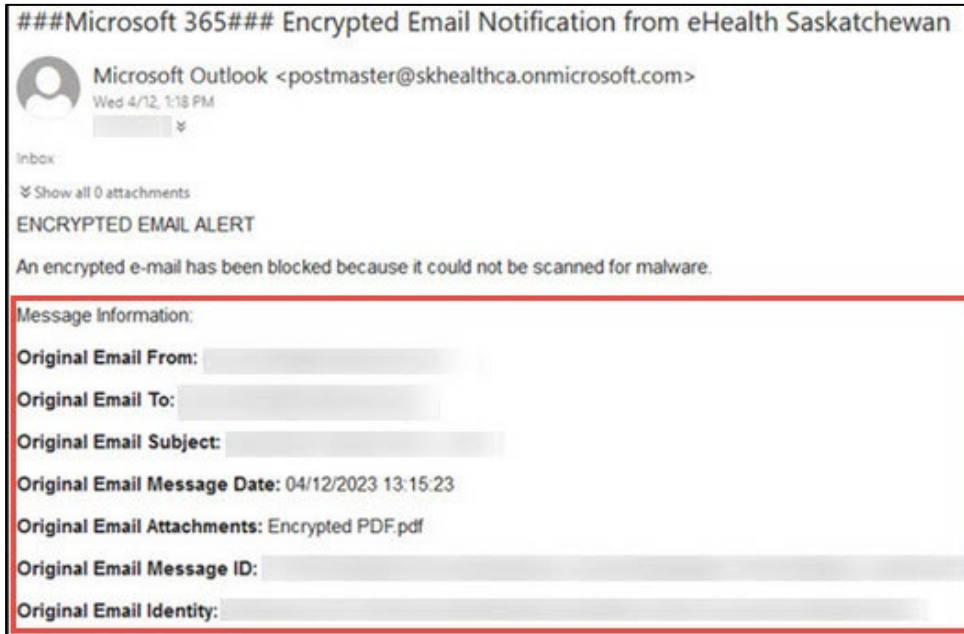 ###Microsoft 365### Encrypted Email Notification from eHealth Saskatchewan
Microsoft Outlook <postmaster@skhealthca.onmicrosoft.com>
Wed 4/12, 1:18 PM
Inbox
Show all 0 attachments
ENCRYPTED EMAIL ALERT
An encrypted e-mail has been blocked because it could not be scanned for malware.
Message Information:
Original Email From:
Original Email To:
Original Email Subject:
Original Email Message Date: 04/12/2023 13:15:23
Original Email Attachments: Encrypted PDF.pdf
Original Email Message ID:
Original Email Identity: